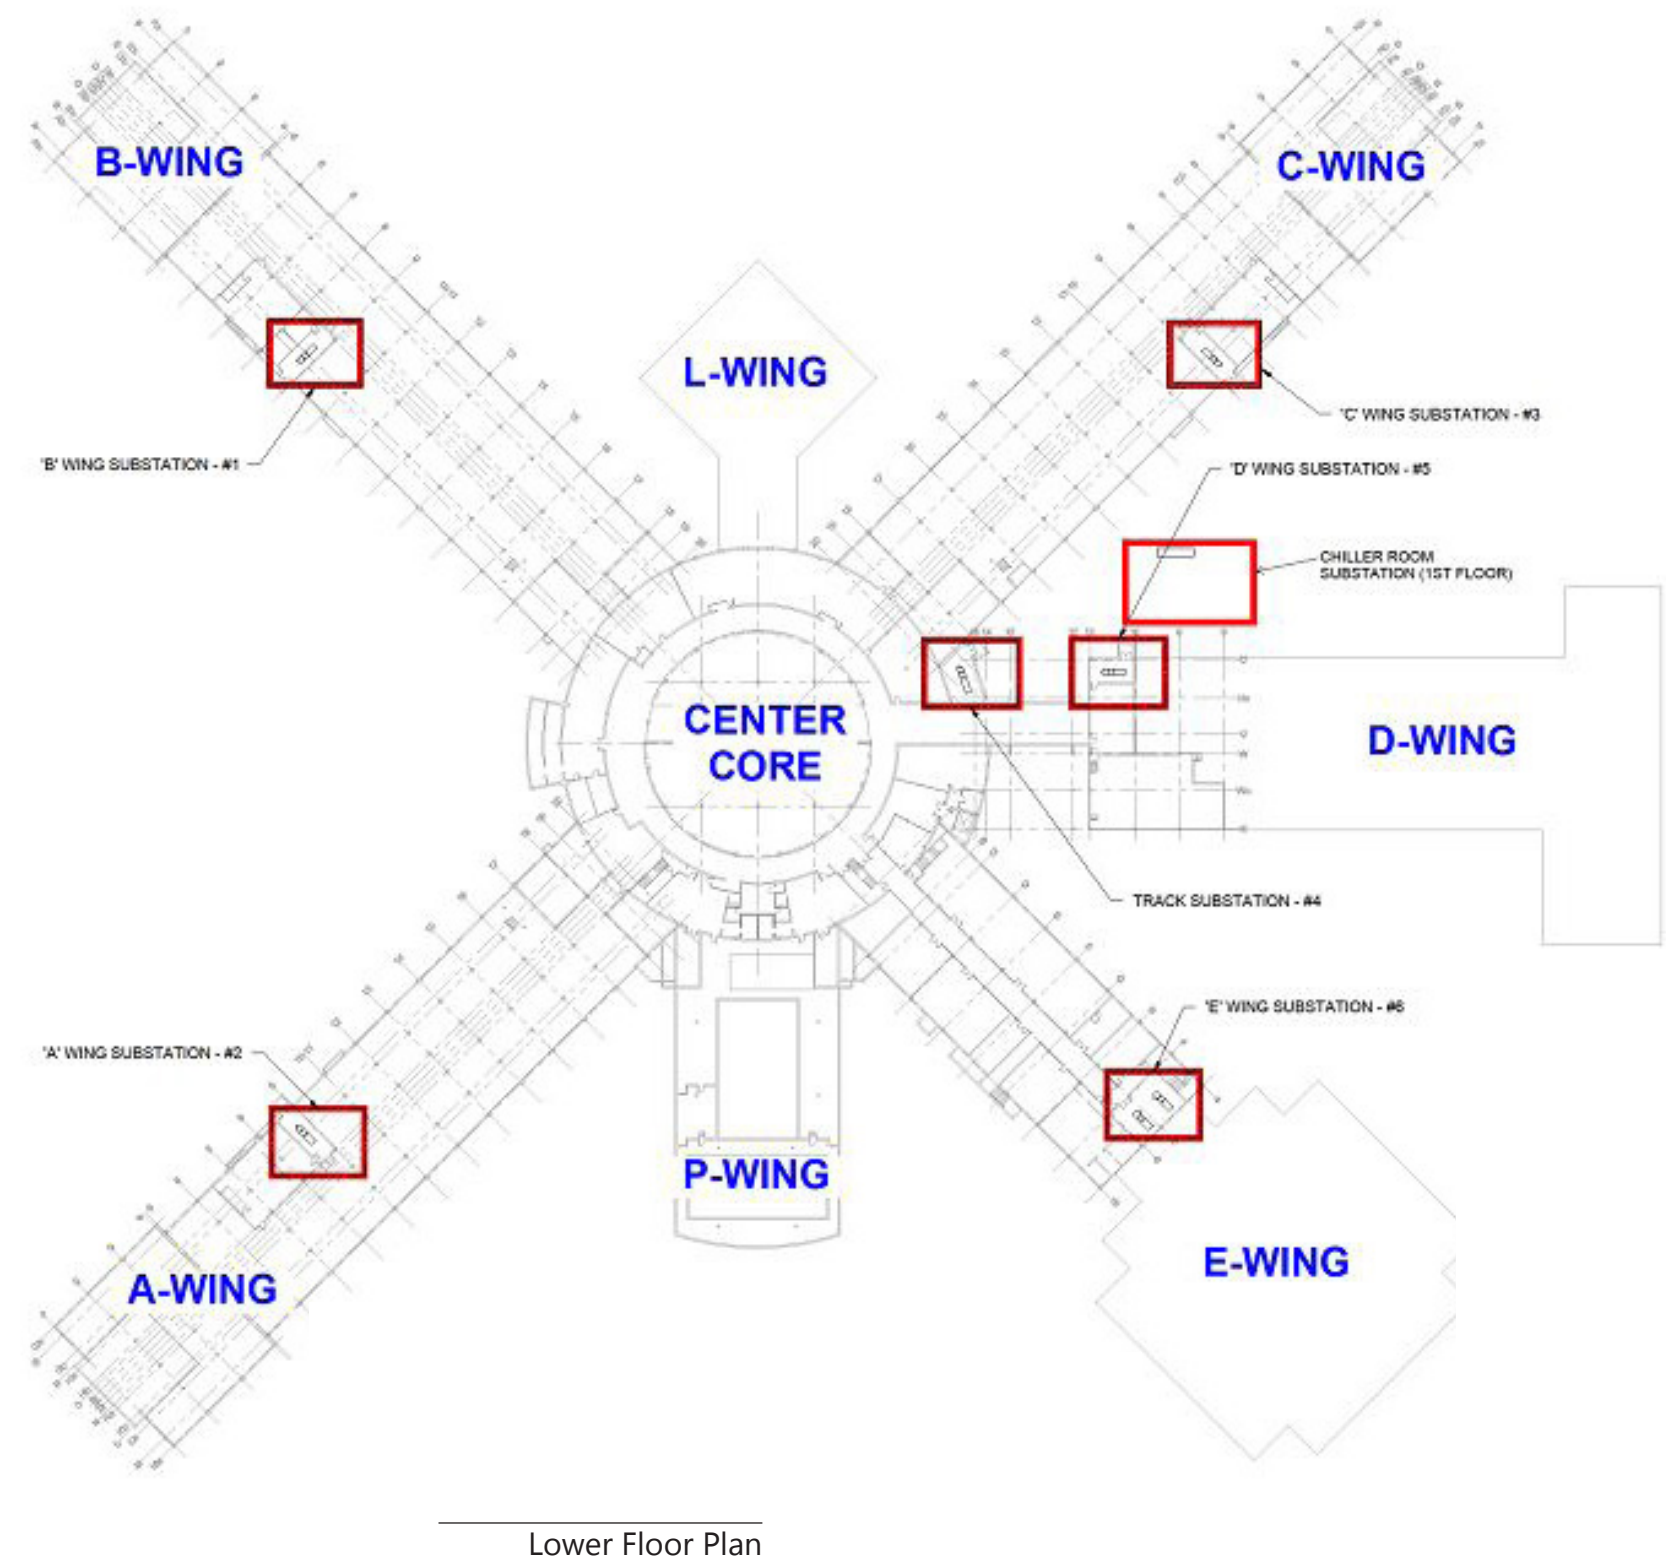 B-WING
C-WING
L-WING
'C' WING SUBSTATION - #3
'B' WING SUBSTATION - #1
'D' WING SUBSTATION - #5
CHILLER ROOM
SUBSTATION (1ST FLOOR)
CENTER
CORE
D-WING
TRACK SUBSTATION - #4
'E' WING SUBSTATION - #6
'A' WING SUBSTATION - #2
P-WING
E-WING
A-WING
Lower Floor Plan